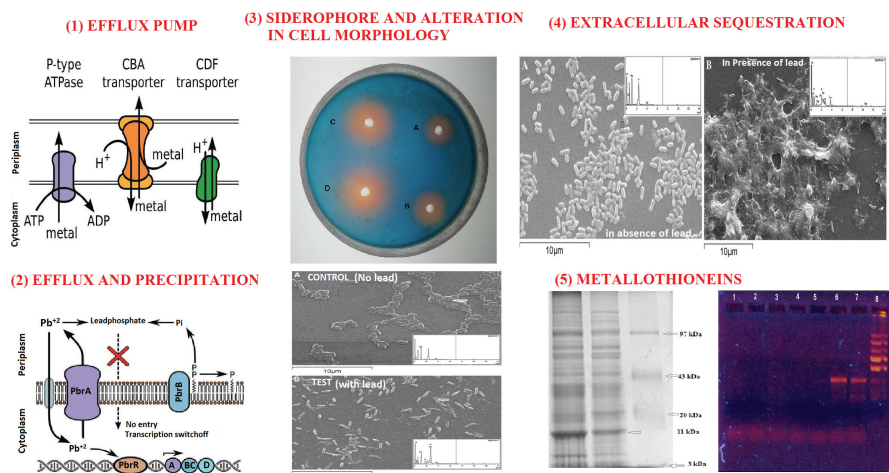 (1) EFFLUX PUMP
P-type
ATPase
CBA
transporter
CDF
transporter
Periplasm
Cytoplasm
H+
metal
H+
ATP
ADP
metal
metal
metal
(2) EFFLUX AND PRECIPITATION
Pb+2
Leadphosphate
Pi
P
P
P
Periplasm
PbrA
PbrB
Cytoplasm
No entry
Transcription switchoff
Pb+2
PbrR
A
BC
D
(3) SIDEROPHORE AND ALTERATION
IN CELL MORPHOLOGY
C
A
D
B
A
CONTROL (No lead)
10µm
TEST (with lead)
10µm
(4) EXTRACELLULAR SEQUESTRATION
A
in absence of lead
10µm
B
In Presence of lead
10µm
(5) METALLOTHIONEINS
97 kDa
43 kDa
20 kDa
11 kDa
3 kDa
1 2 3 4 5 6 7 8